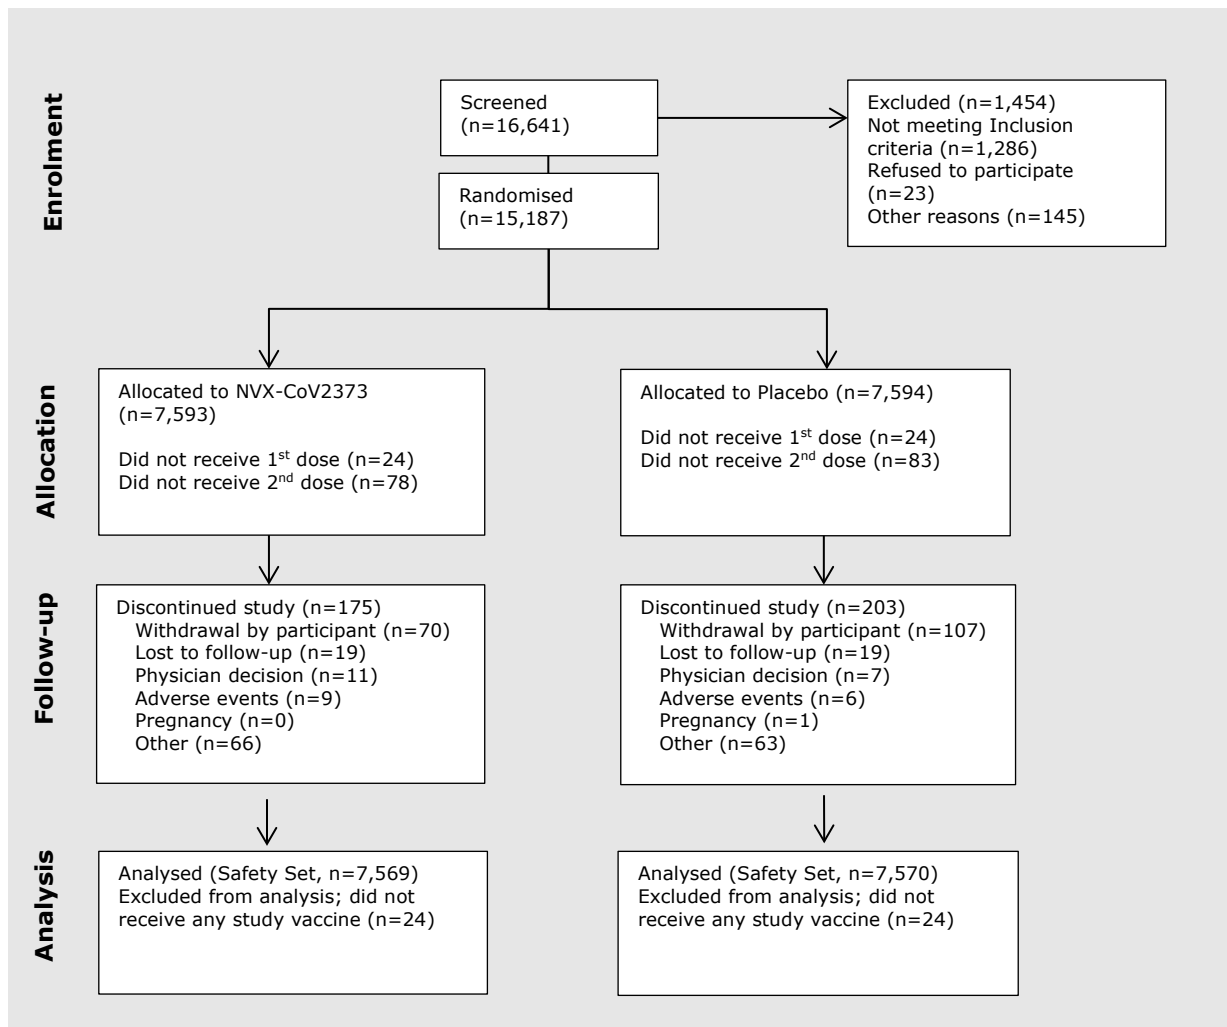 Enrolment
Screened
(n=16,641)
Excluded (n=1,454)
Not meeting Inclusion
criteria (n=1,286)
Refused to participate
(n=23)
Other reasons (n=145)
Randomised
(n=15,187)
Allocation
Allocated to NVX-CoV2373
(n=7,593)
Did not receive 1st dose (n=24)
Did not receive 2nd dose (n=78)
Allocated to Placebo (n=7,594)
Did not receive 1st dose (n=24)
Did not receive 2nd dose (n=83)
Follow-up
Discontinued study (n=175)
Withdrawal by participant (n=70)
Lost to follow-up (n=19)
Physician decision (n=11)
Adverse events (n=9)
Pregnancy (n=0)
Other (n=66)
Discontinued study (n=203)
Withdrawal by participant (n=107)
Lost to follow-up (n=19)
Physician decision (n=7)
Adverse events (n=6)
Pregnancy (n=1)
Other (n=63)
Analysis
Analysed (Safety Set, n=7,569)
Excluded from analysis; did not
receive any study vaccine (n=24)
Analysed (Safety Set, n=7,570)
Excluded from analysis; did not
receive any study vaccine (n=24)